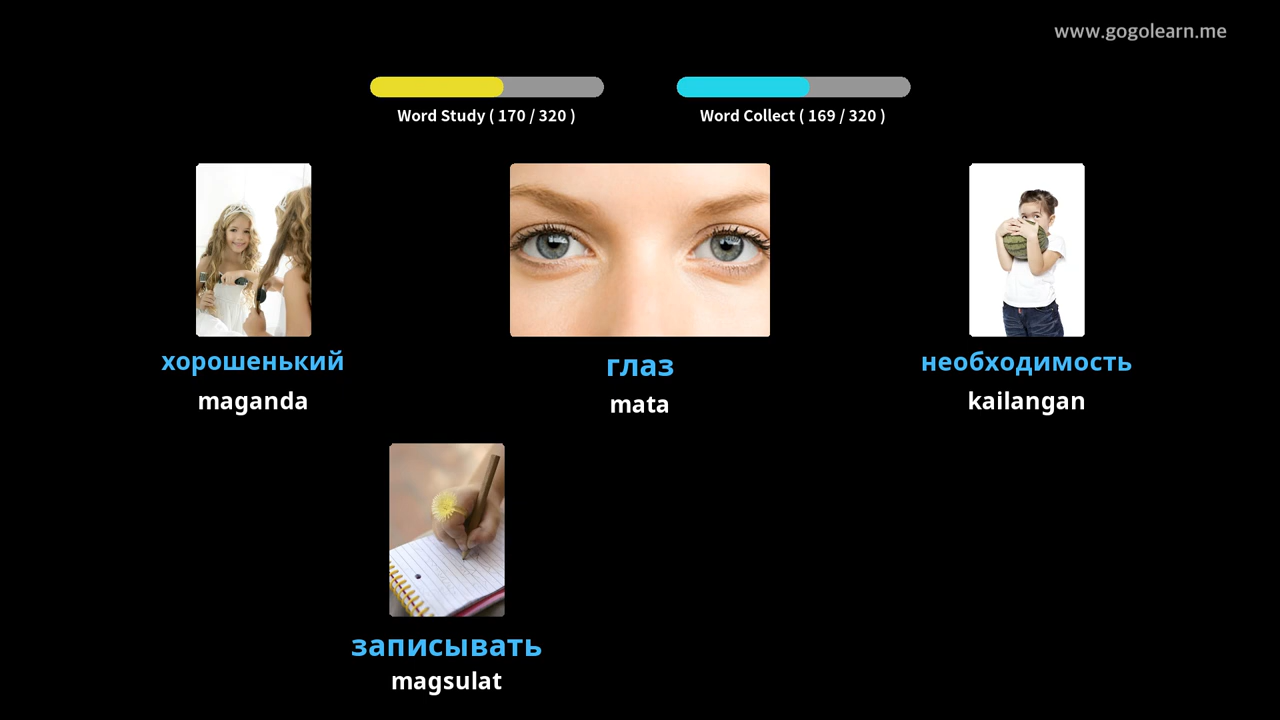 www.gogolearn.me
Word Study ( 170 / 320 )
Word Collect ( 169 / 320 )
хорошенький
maganda
глаз
mata
необходимость
kailangan
записывать
magsulat